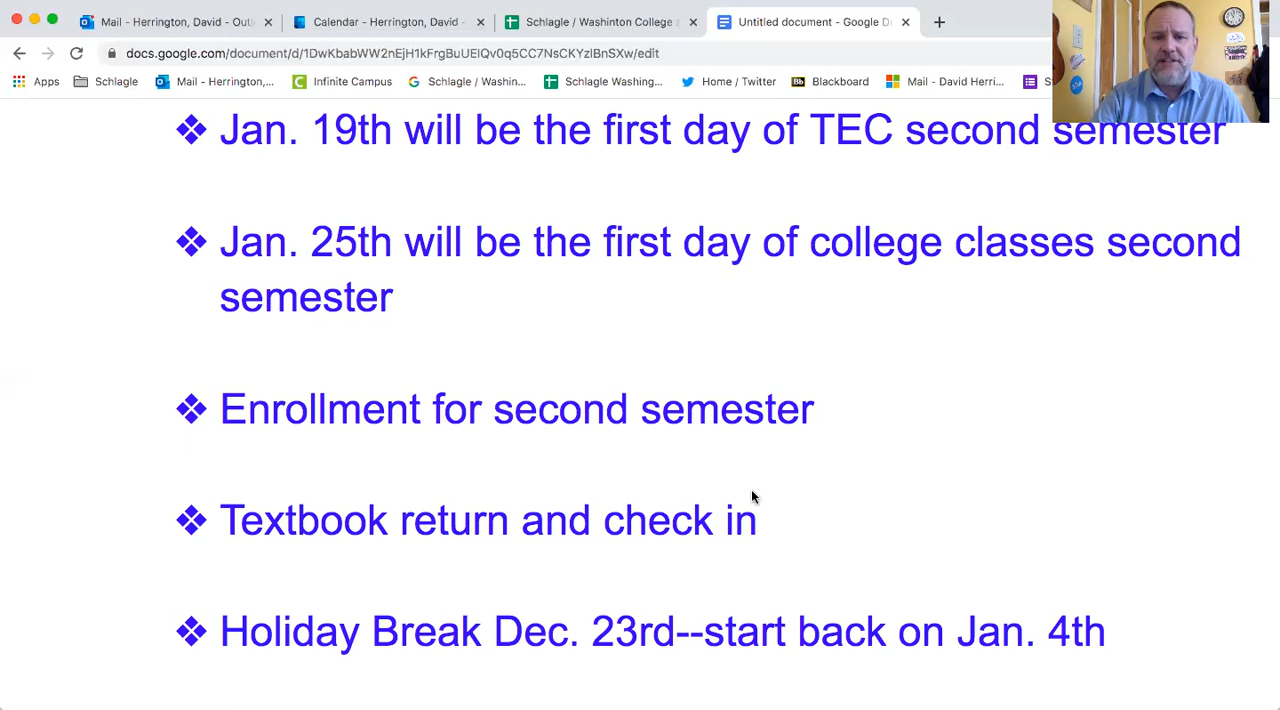 Mail - Herrington, David - Outl
Calendar - Herrington, David -
Schlagle / Washinton College s
Untitled document - Google D
docs.google.com/document/d/1DwKbabWW2nEjH1kFrgBuUElQv0q5CC7NsCKYzlBnSXw/edit
Apps
Schlagle
Mail - Herrington,...
Infinite Campus
Schlagle / Washin...
Schlagle Washing...
Home / Twitter
Bb Blackboard
Mail - David Herri...
S
❖ Jan. 19th will be the first day of TEC second semester
❖ Jan. 25th will be the first day of college classes second
semester
❖ Enrollment for second semester
❖ Textbook return and check in
❖ Holiday Break Dec. 23rd--start back on Jan. 4th